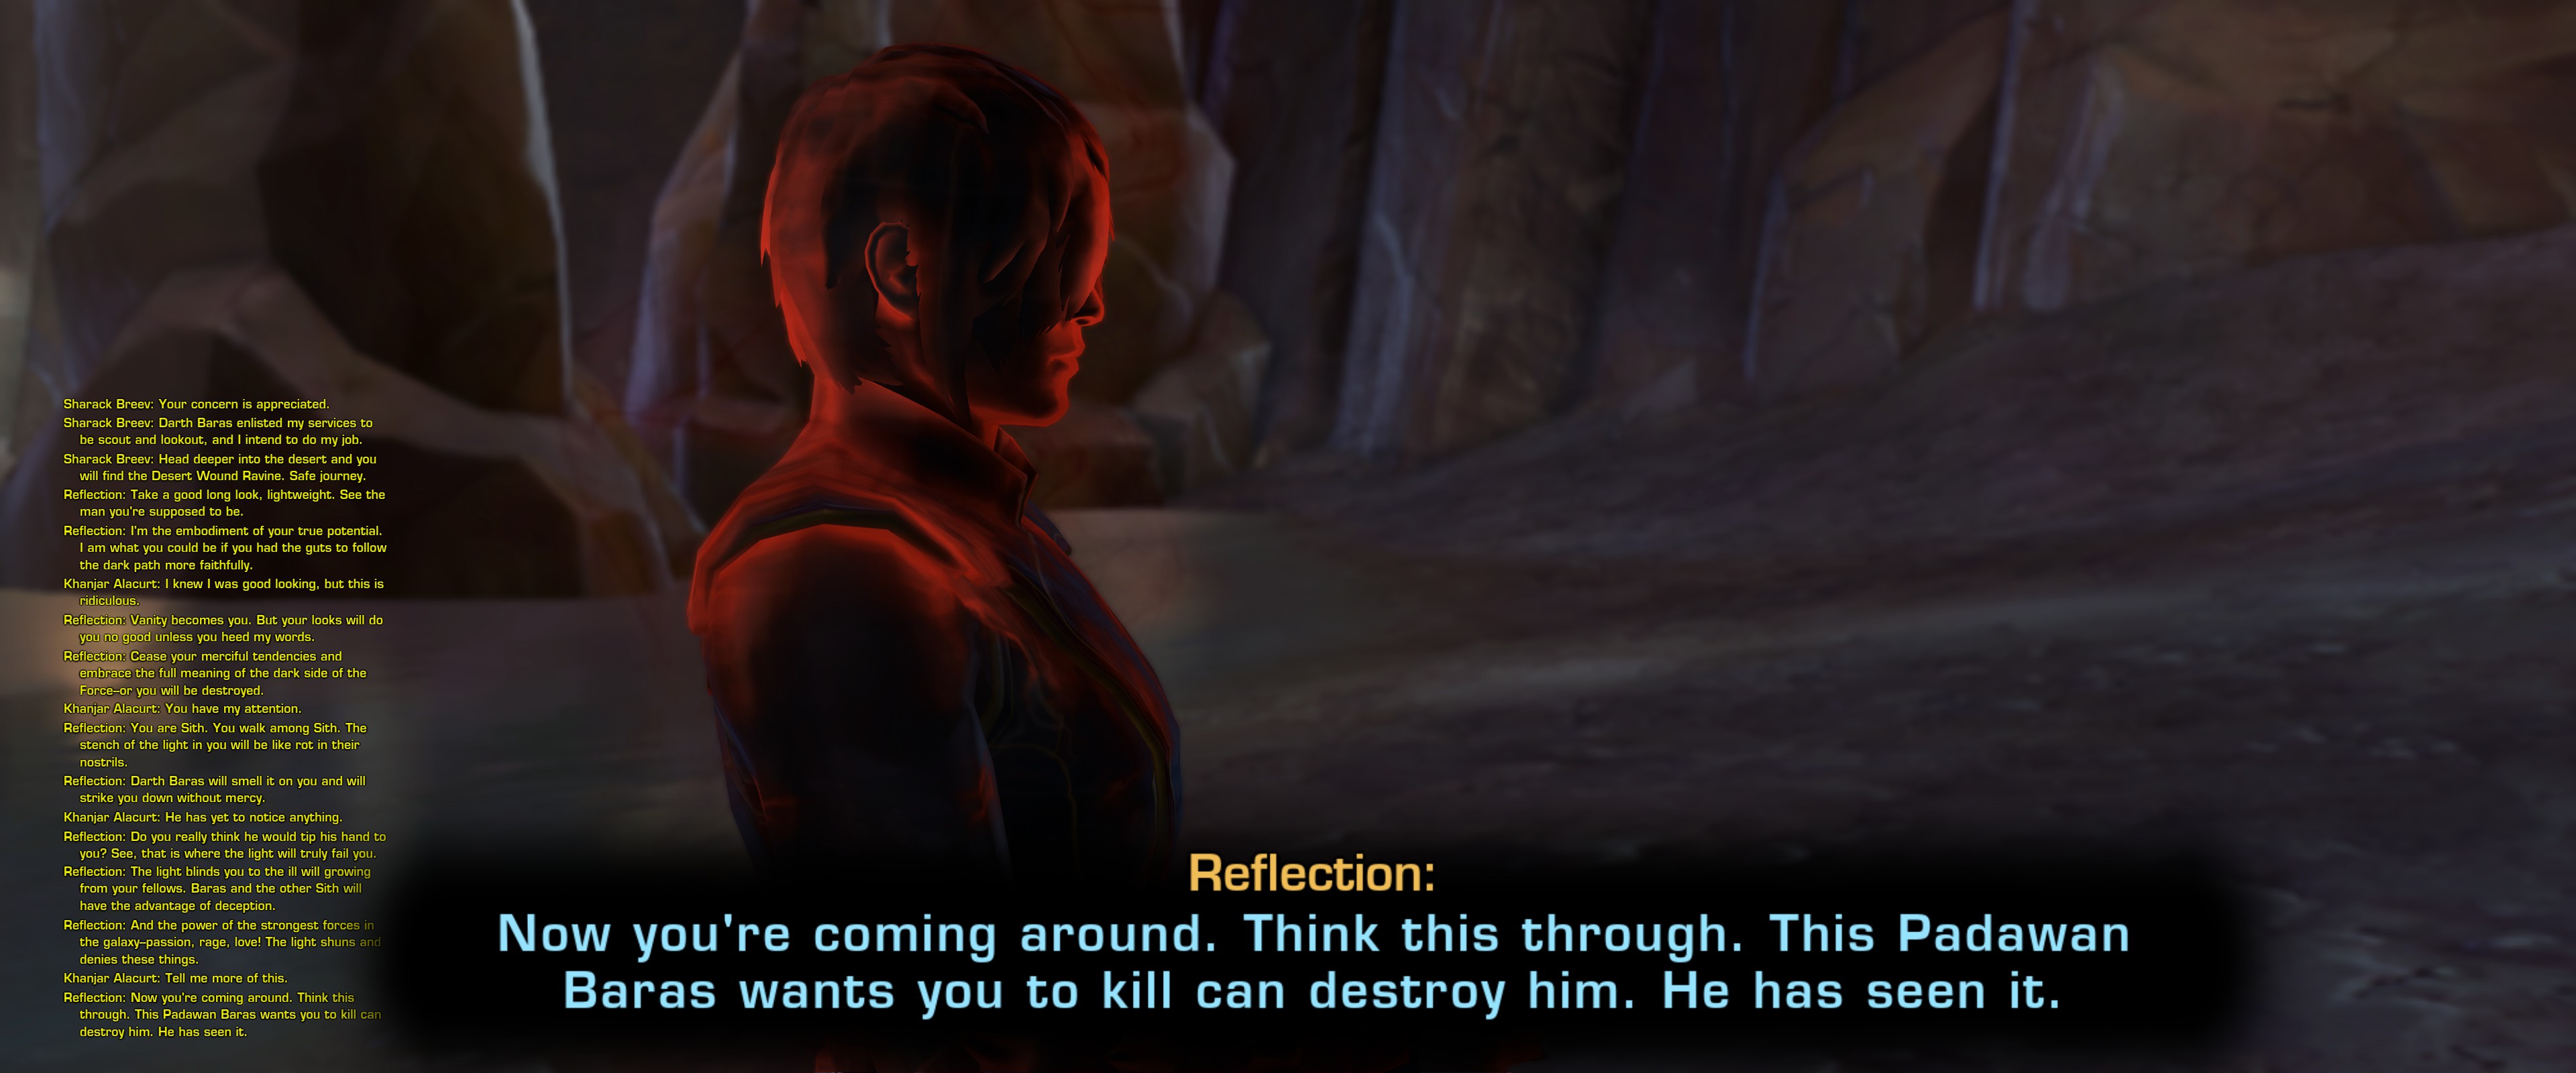 Sharack Breev: Your concern is appreciated.
Sharack Breev: Darth Baras enlisted my services to
be scout and lookout, and I intend to do my job.
Sharack Breev: Head deeper into the desert and you
will find the Desert Wound Ravine. Safe journey.
Reflection: Take a good long look, lightweight. See the
man you're supposed to be.
Reflection: I'm the embodiment of your true potential.
I am what you could be if you had the guts to follow
the dark path more faithfully.
Khanjar Alacurt: I knew I was good looking, but this is
ridiculous.
Reflection: Vanity becomes you. But your looks will do
you no good unless you heed my words.
Reflection: Cease your merciful tendencies and
embrace the full meaning of the dark side of the
Force–or you will be destroyed.
Khanjar Alacurt: You have my attention.
Reflection: You are Sith. You walk among Sith. The
stench of the light in you will be like rot in their
nostrils.
Reflection: Darth Baras will smell it on you and will
strike you down without mercy.
Khanjar Alacurt: He has yet to notice anything.
Reflection: Do you really think he would tip his hand to
you? See, that is where the light will truly fail you.
Reflection: The light blinds you to the ill will growing
from your fellows. Baras and the other Sith will
have the advantage of deception.
Reflection: And the power of the strongest forces in
the galaxy–passion, rage, love! The light shuns and
denies these things.
Khanjar Alacurt: Tell me more of this.
Reflection: Now you're coming around. Think this
through. This Padawan Baras wants you to kill can
destroy him. He has seen it.
Reflection:
Now you're coming around. Think this through. This Padawan
Baras wants you to kill can destroy him. He has seen it.